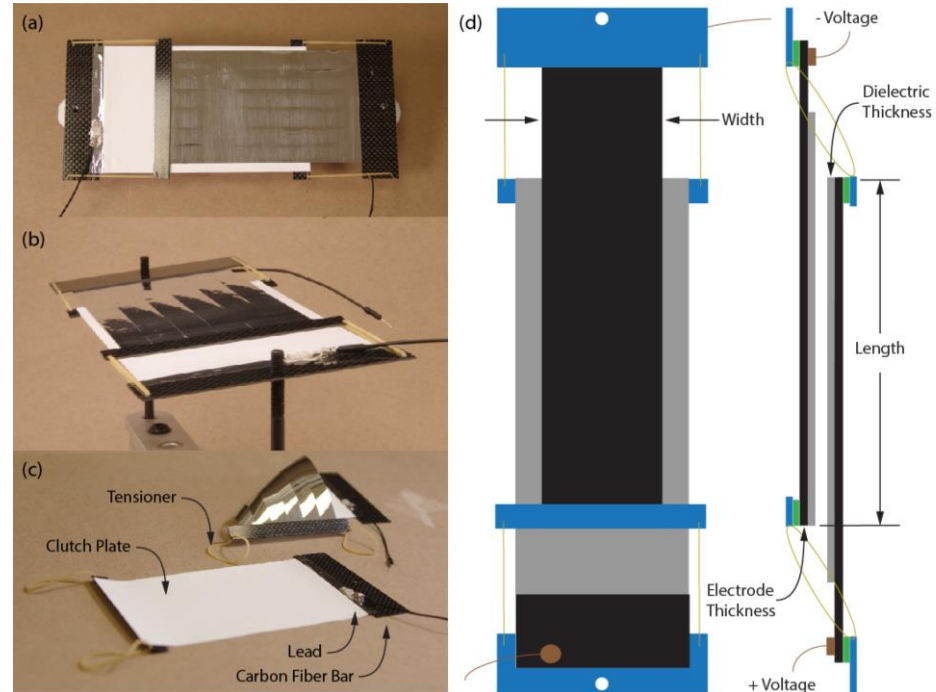 (a)
(b)
(c)
Tensioner
Clutch Plate
Lead
Carbon Fiber Bar
(d)
- Voltage
Dielectric
Thickness
Width
Length
Electrode
Thickness
+ Voltage